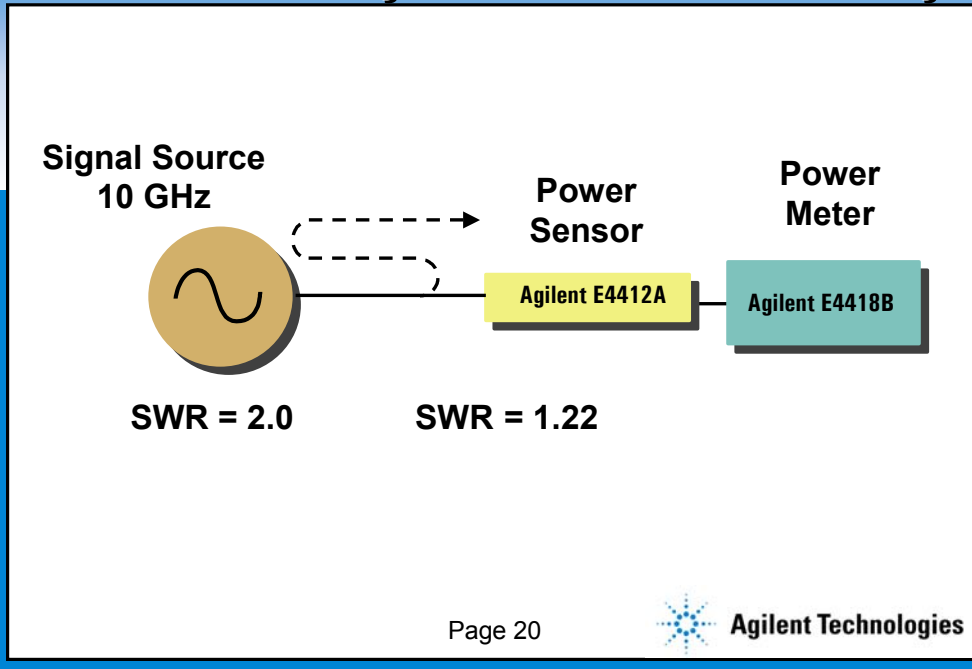 Signal Source
10 GHz
Power
Sensor
Power
Meter
Agilent E4412A
Agilent E4418B
SWR = 2.0
SWR = 1.22
Page 20
Agilent Technologies